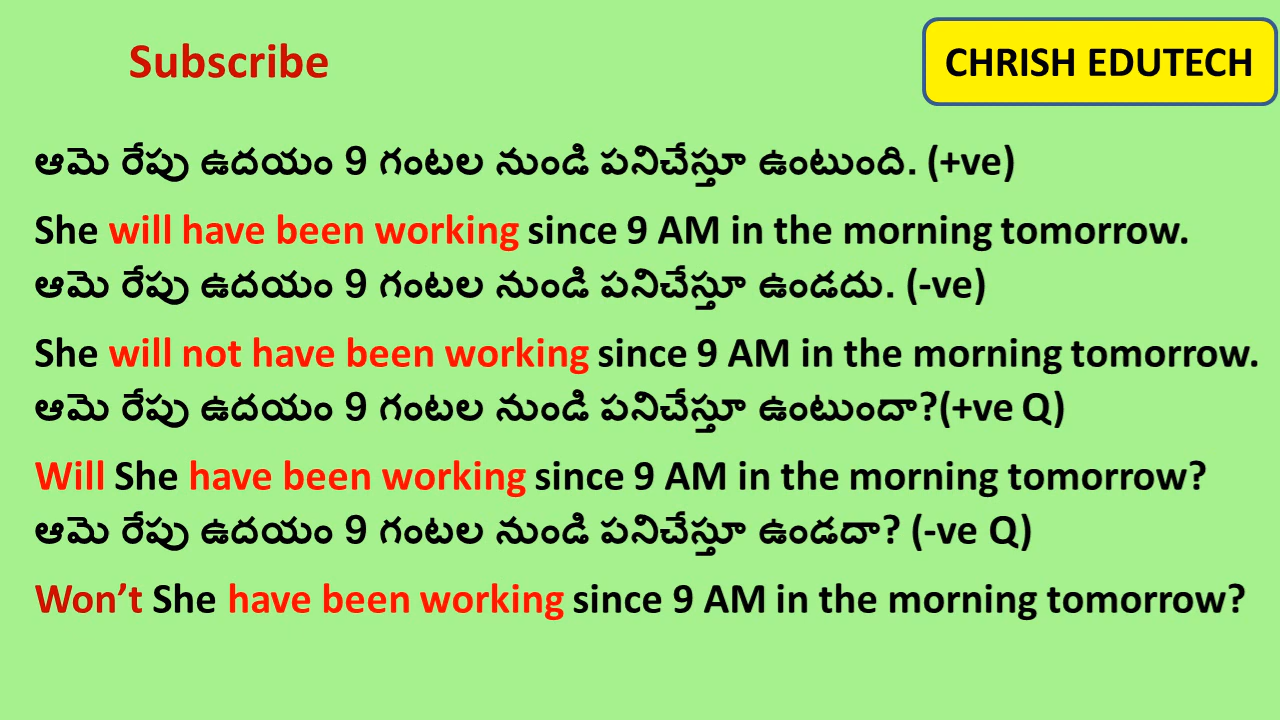 Subscribe
CHRISH EDUTECH
ఆమె రేపు ఉదయం 9 గంటల నుండి పనిచేస్తూ ఉంటుంది. (+ve)
She will have been working since 9 AM in the morning tomorrow.
ఆమె రేపు ఉదయం 9 గంటల నుండి పనిచేస్తూ ఉండదు. (-ve)
She will not have been working since 9 AM in the morning tomorrow.
ఆమె రేపు ఉదయం 9 గంటల నుండి పనిచేస్తూ ఉంటుందా?(+ve Q)
Will She have been working since 9 AM in the morning tomorrow?
ఆమె రేపు ఉదయం 9 గంటల నుండి పనిచేస్తూ ఉండదా? (-ve Q)
Won’t She have been working since 9 AM in the morning tomorrow?